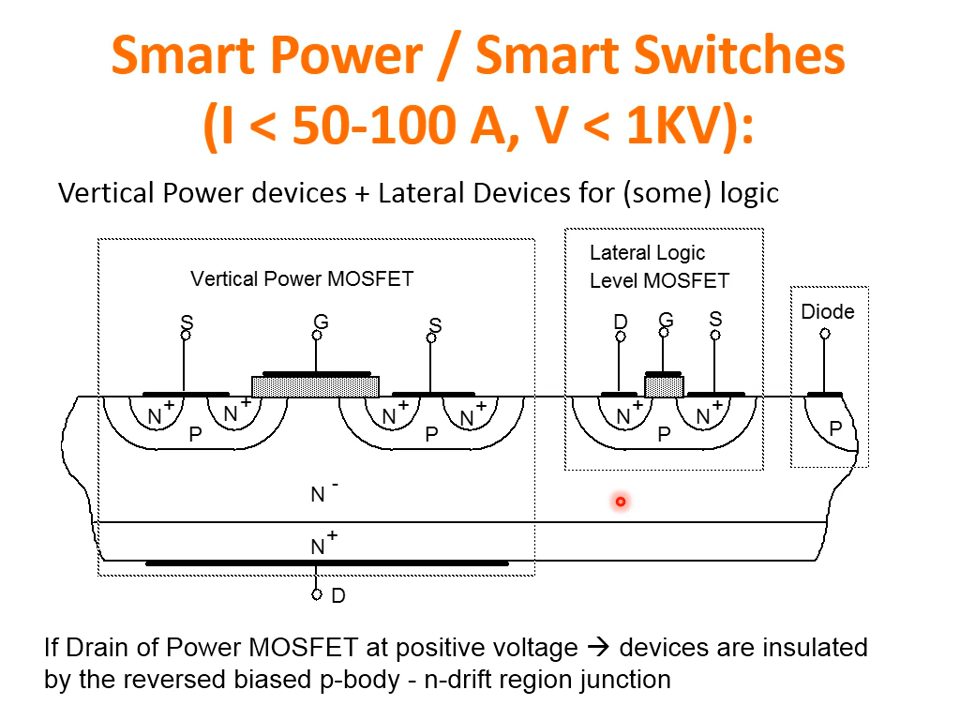 Smart Power / Smart Switches
(I < 50-100 A, V < 1KV):
Vertical Power devices + Lateral Devices for (some) logic
Vertical Power MOSFET
Lateral Logic
Level MOSFET
Diode
S G S D G S
N+ N+ N+ N+ N+ N+
P P P P
N-
N+
D
If Drain of Power MOSFET at positive voltage → devices are insulated
by the reversed biased p-body - n-drift region junction